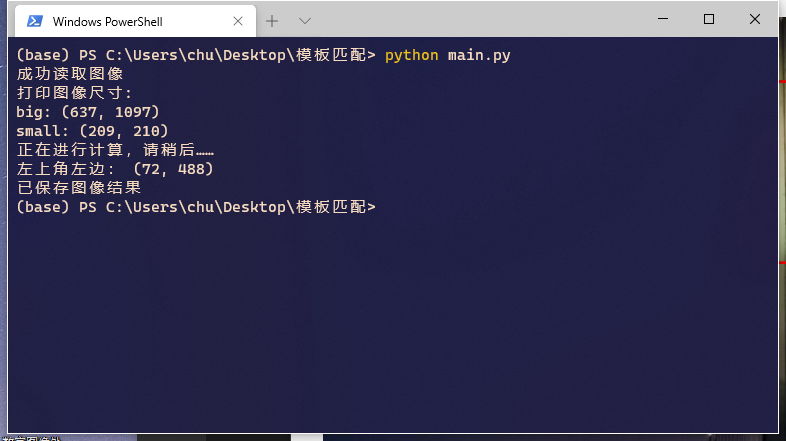 Windows PowerShell
(base) PS C:\Users\chu\Desktop\模板匹配> python main.py
成功读取图像
打印图像尺寸:
big: (637, 1097)
small: (209, 210)
正在进行计算，请稍后……
左上角左边： (72, 488)
已保存图像结果
(base) PS C:\Users\chu\Desktop\模板匹配>